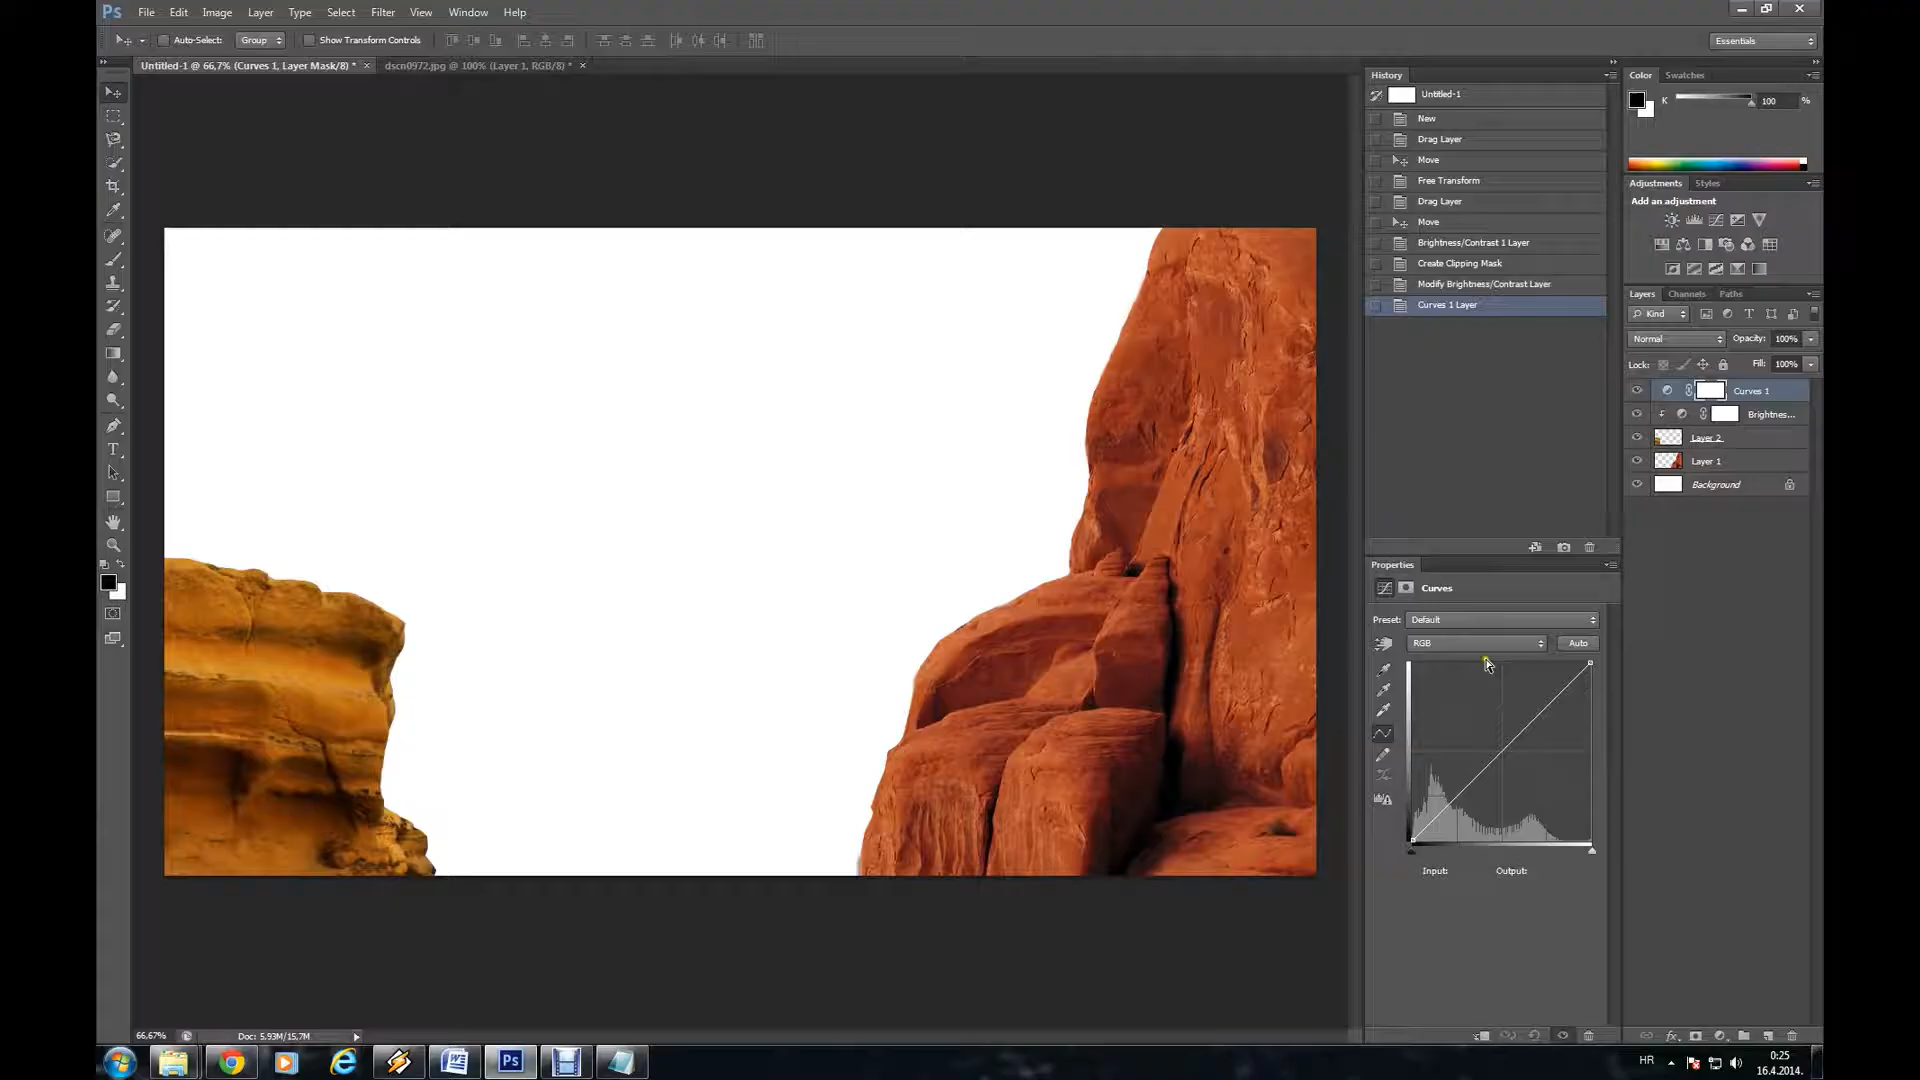 Ps File Edit Image Layer Type Select Filter View Window Help
Auto-Select: Group Show Transform Controls Essentials
Untitled-1 @ 66,7% (Curves 1, Layer Mask/8) * × dscn0972.jpg @ 100% (Layer 1, RGB/8) * ×
History
Untitled-1
New
Drag Layer
Move
Free Transform
Drag Layer
Move
Brightness/Contrast 1 Layer
Create Clipping Mask
Modify Brightness/Contrast Layer
Curves 1 Layer
Color Swatches
K 100 %
Adjustments Styles
Add an adjustment
Layers Channels Paths
Kind
Normal Opacity: 100%
Lock: Fill: 100%
Curves 1
Brightnes...
Layer 2
Layer 1
Background
Properties
Curves
Preset: Default
RGB Auto
Input: Output:
66,67% Doc: 5,93M/15,7M
HR 0:25
16.4.2014.